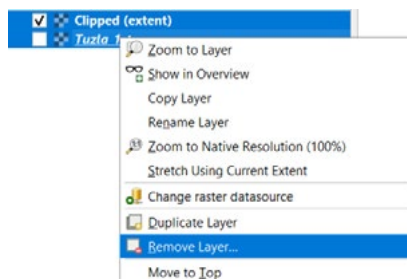 Clipped (extent)
Tuzla_1
Zoom to Layer
Show in Overview
Copy Layer
Rename Layer
Zoom to Native Resolution (100%)
Stretch Using Current Extent
Change raster datasource
Duplicate Layer
Remove Layer...
Move to Top